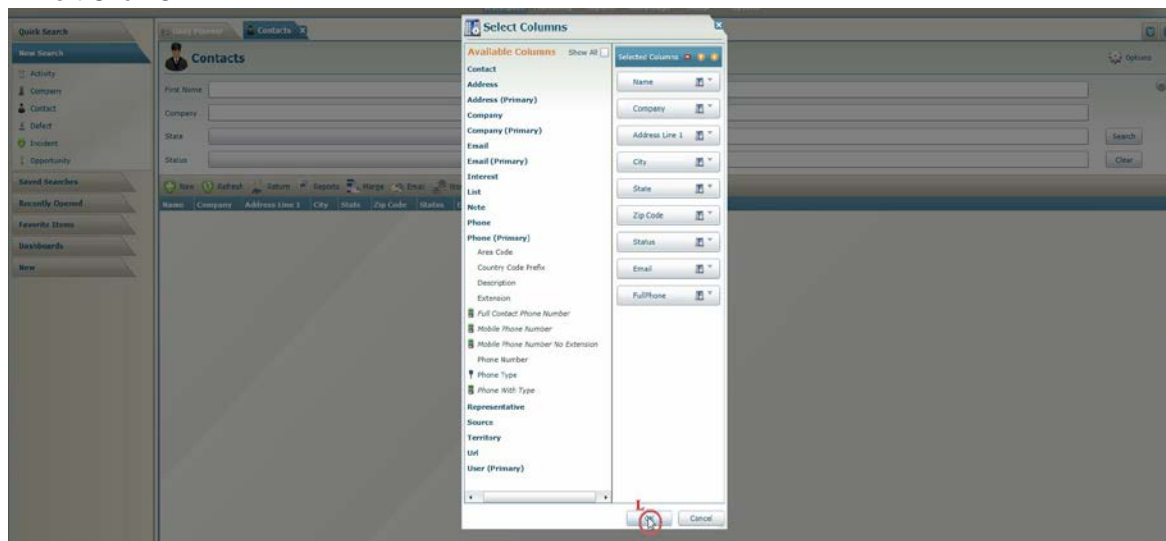 Select Columns
Quick Search
New Search
Activity
Company
Contact
Defect
Incident
Opportunity
Saved Searches
Recently Opened
Favorite Items
Dashboards
New
Contacts X
Contacts
Options
First Name
Company
State
Status
Search
Clear
New Refresh Return Reports Merge Email
Name Company Address Line 1 City State Zip Code Status
Available Columns Show All
Contact
Address
Address (Primary)
Company
Company (Primary)
Email
Email (Primary)
Interest
List
Note
Phone
Phone (Primary)
Area Code
Country Code Prefix
Description
Extension
Full Contact Phone Number
Mobile Phone Number
Mobile Phone Number No Extension
Phone Number
Phone Type
Phone With Type
Representative
Source
Territory
Url
User (Primary)
Selected Columns
Name
Company
Address Line 1
City
State
Zip Code
Status
Email
FullPhone
L
Cancel